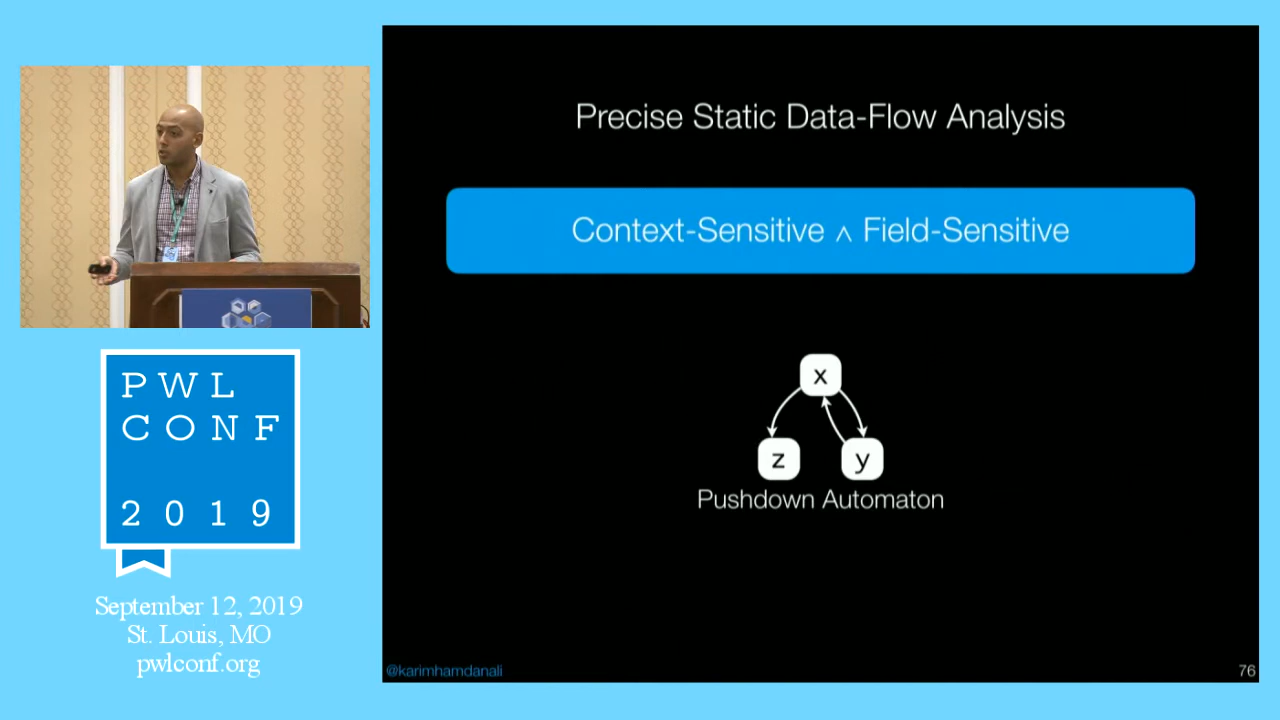 PWL
CONF
2019
September 12, 2019
St. Louis, MO
pwlconf.org
Precise Static Data-Flow Analysis
Context-Sensitive ∧ Field-Sensitive
x
z
y
Pushdown Automaton
@karimhamdanali
76